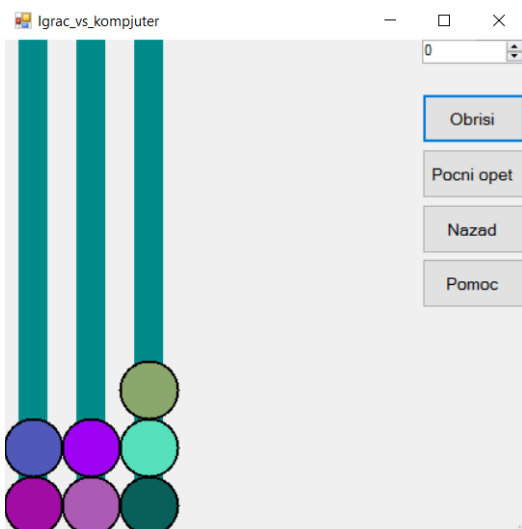 Igrac_vs_kompjuter
0
Obrisi
Pocni opet
Nazad
Pomoc